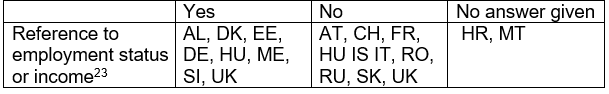 Yes No No answer given
Reference to AL, DK, EE, AT, CH, FR, HR, MT
employment status DE, HU, ME, HU IS IT, RO,
or income23 SI, UK RU, SK, UK